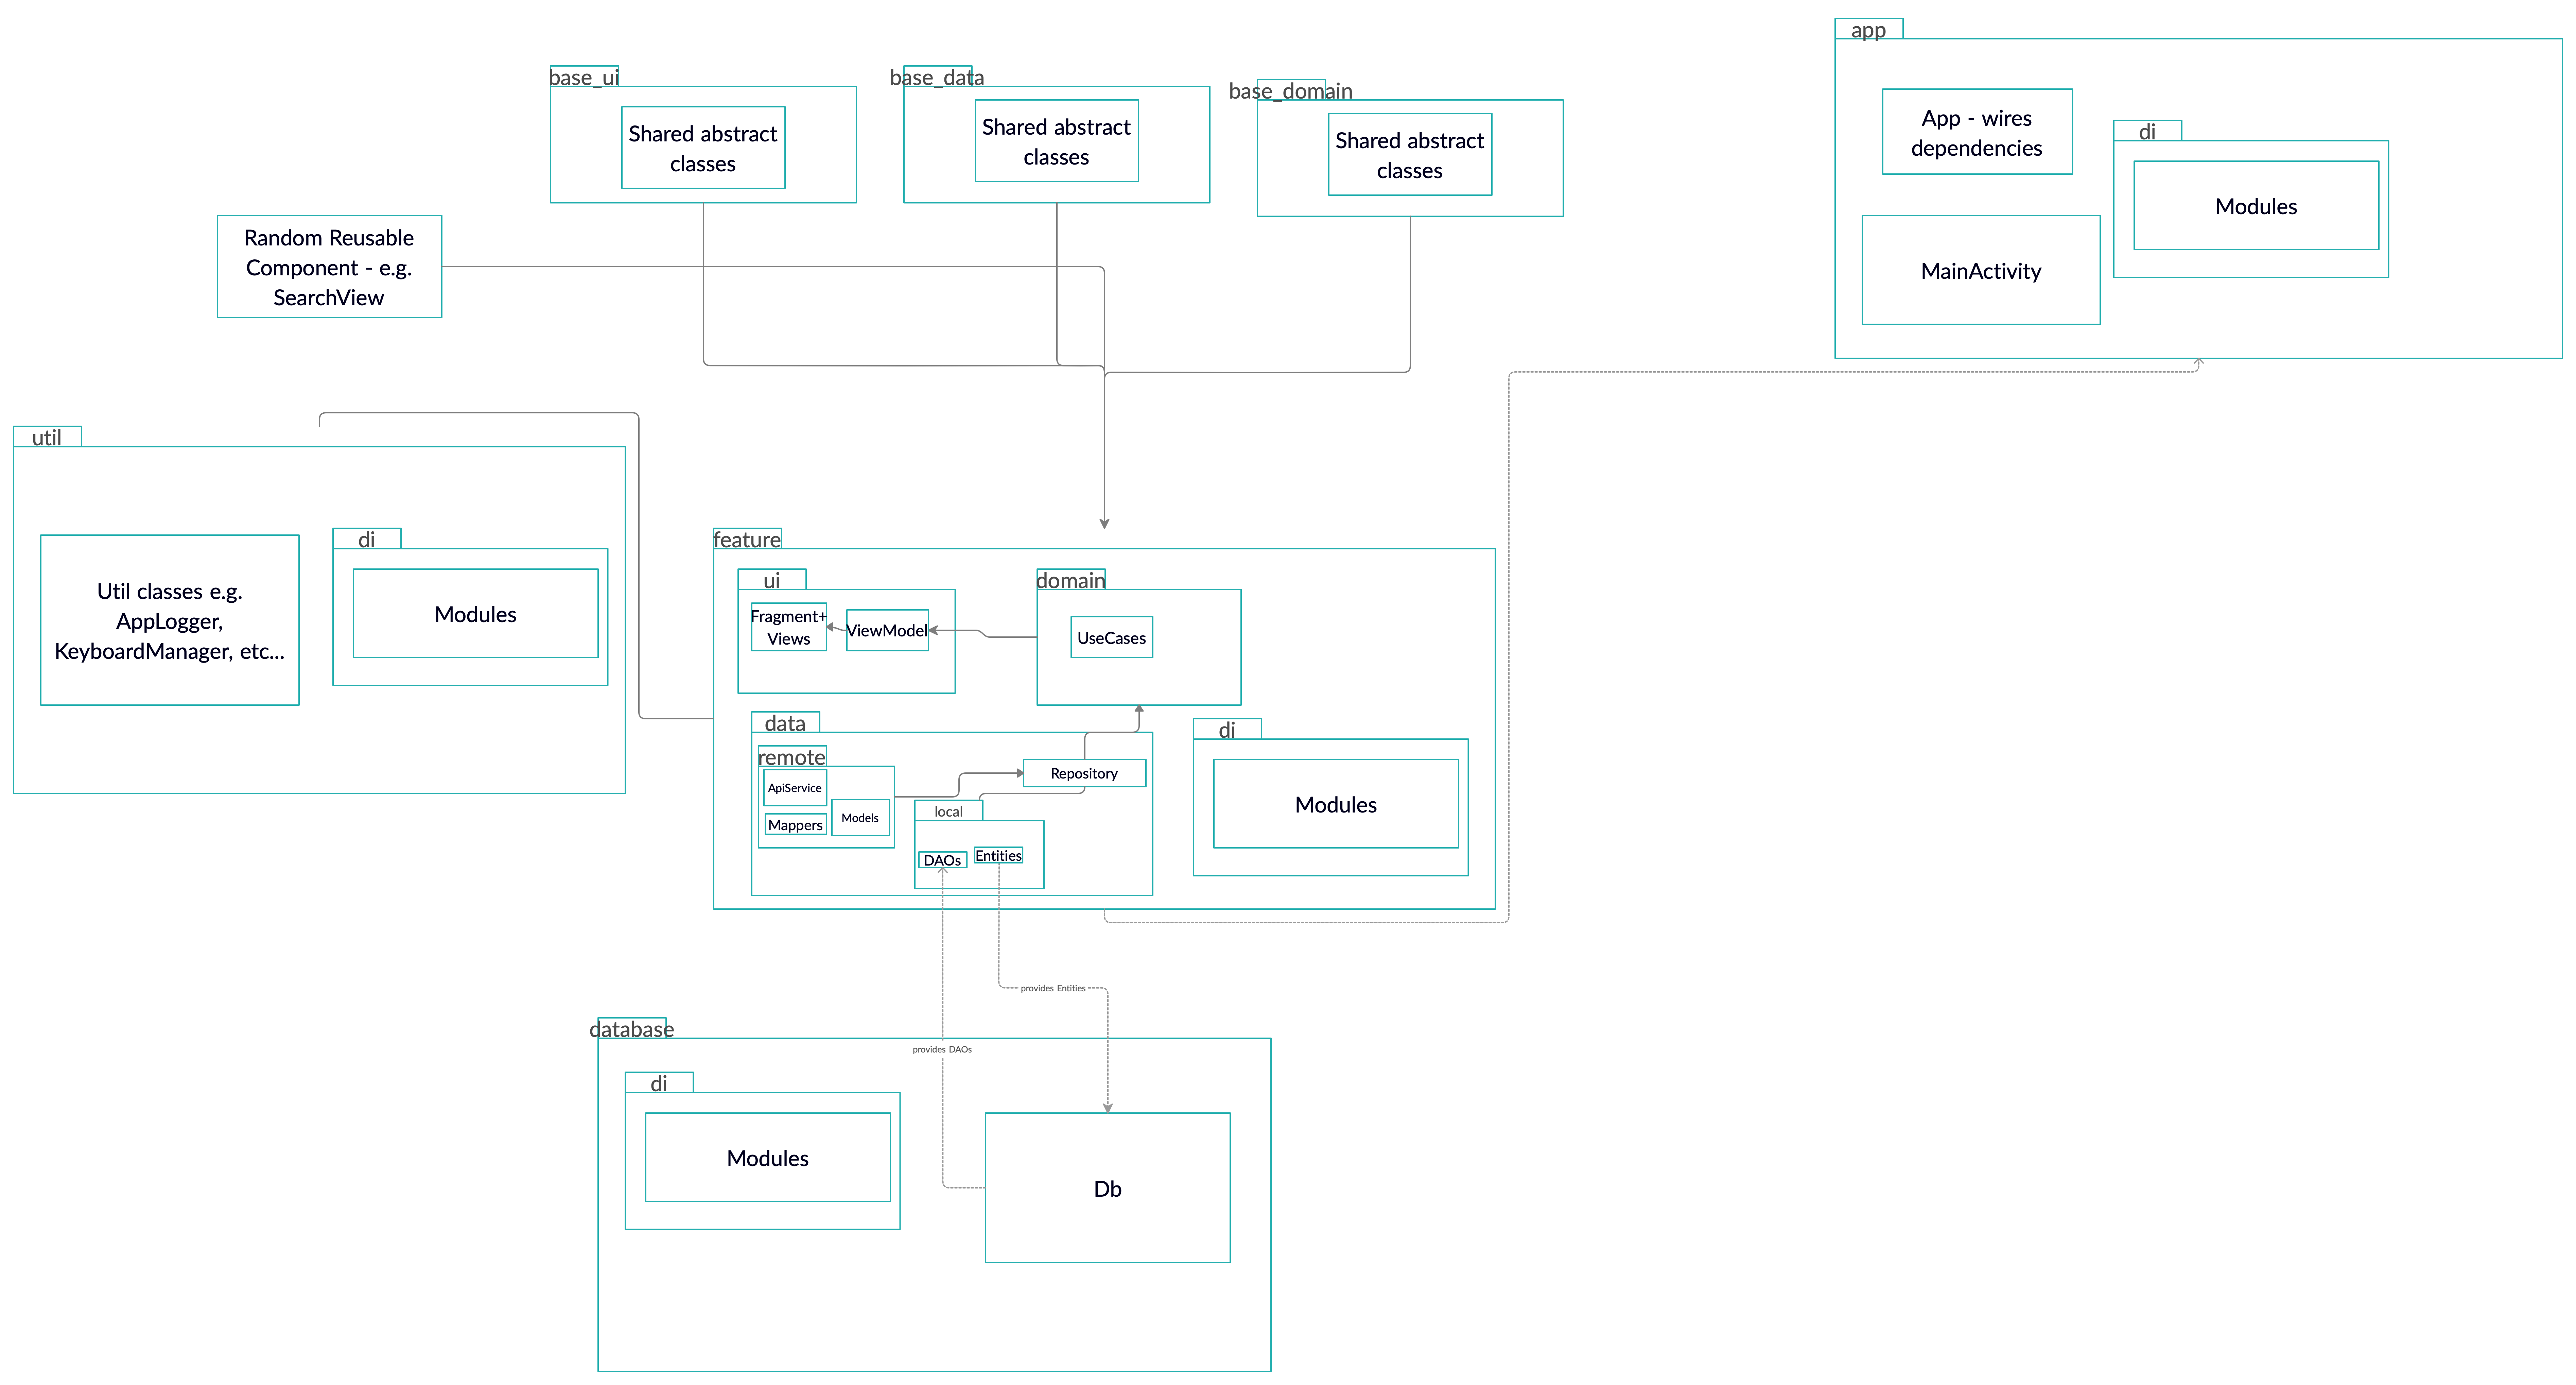 app
base_ui
base_data
base_domain
Shared abstract
classes
Shared abstract
classes
Shared abstract
classes
App - wires
dependencies
di
Modules
MainActivity
Random Reusable
Component - e.g.
SearchView
util
Util classes e.g.
AppLogger,
KeyboardManager, etc...
di
Modules
feature
ui
Fragment+
Views
ViewModel
domain
UseCases
data
remote
ApiService
Mappers
Models
Repository
local
DAOs
Entities
di
Modules
provides Entities
provides DAOs
database
di
Modules
Db